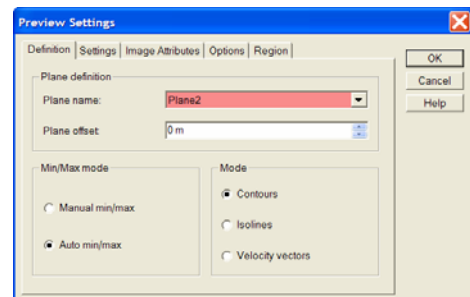 Preview Settings
Definition Settings Image Attributes Options Region
OK
Cancel
Help
Plane definition
Plane name: Plane2
Plane offset: 0 m
Min/Max mode
Manual min/max
Auto min/max
Mode
Contours
Isolines
Velocity vectors